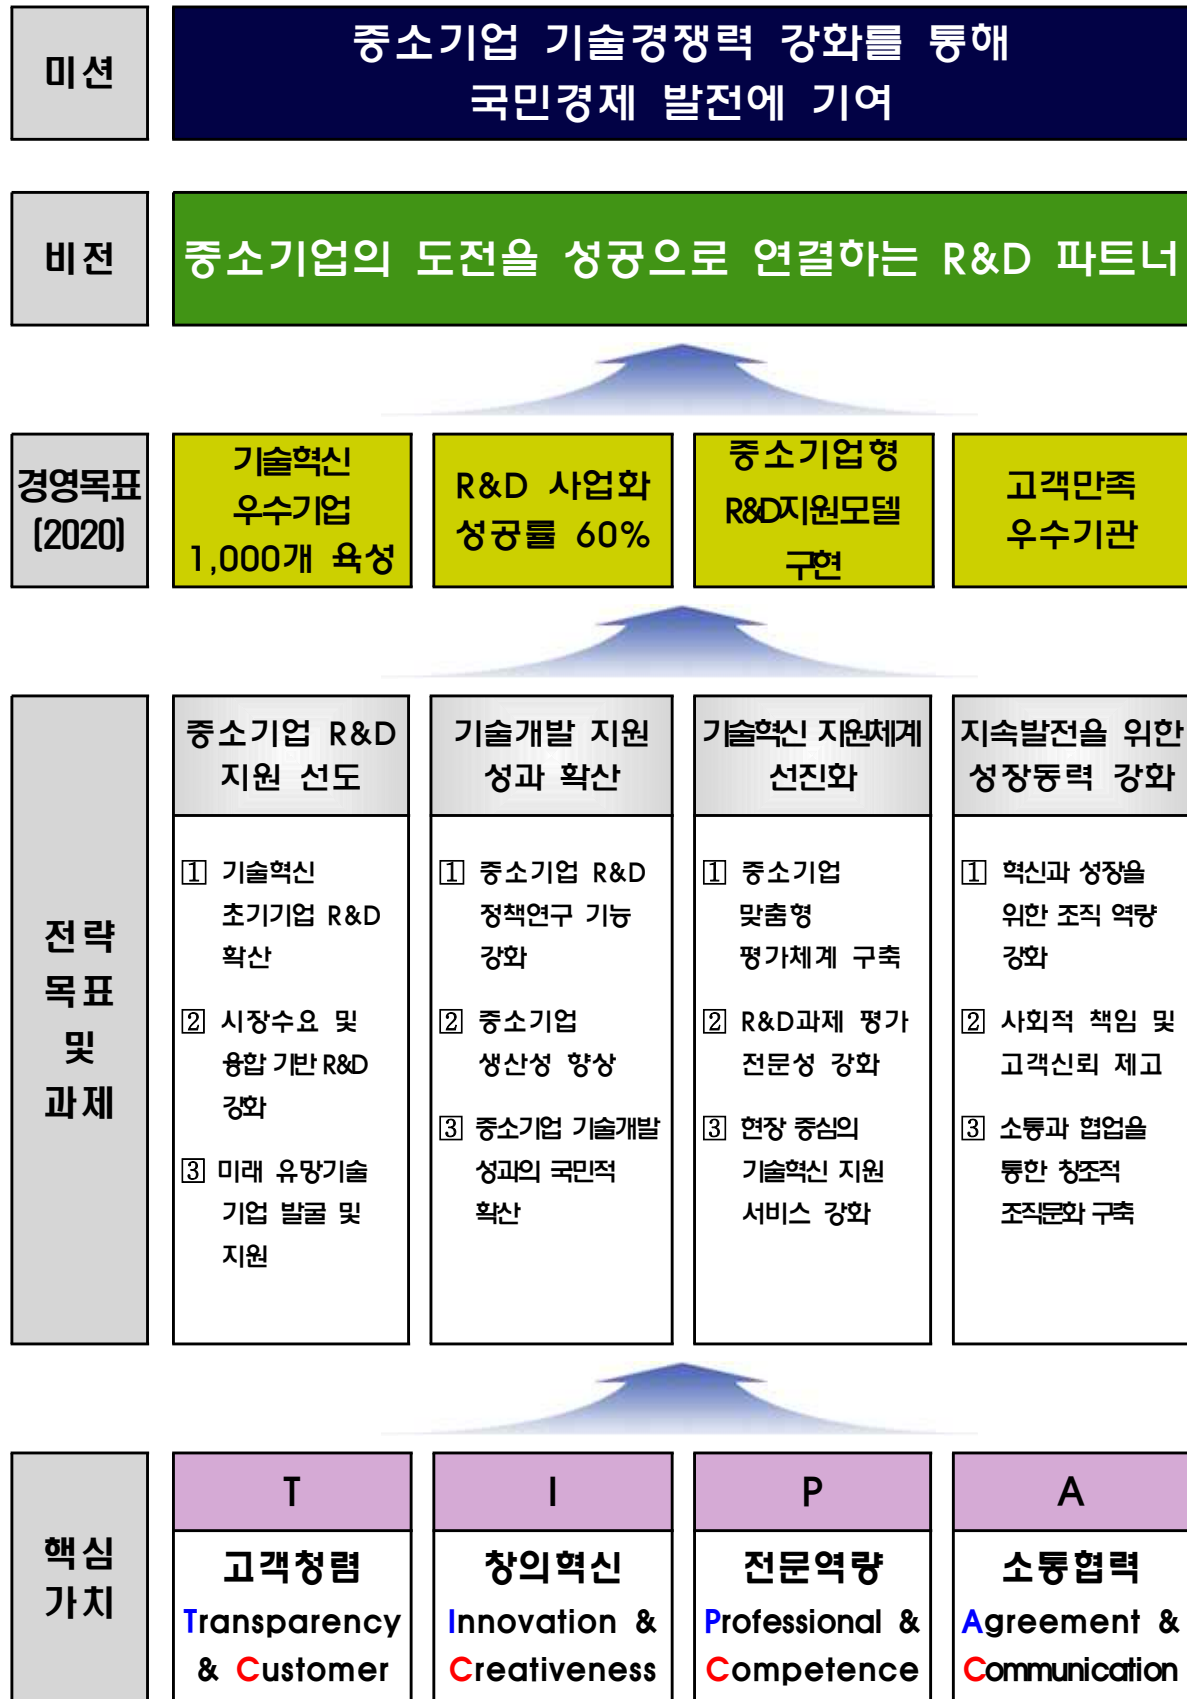 미션
중소기업 기술경쟁력 강화를 통해
국민경제 발전에 기여
비전
중소기업의 도전을 성공으로 연결하는 R&D 파트너
경영목표
(2020)
기술혁신
우수기업
1,000개 육성
R&D 사업화
성공률 60%
중소기업형
R&D지원모델
구현
고객만족
우수기관
전략
목표
및
과제
중소기업 R&D
지원 선도
1 기술혁신
초기기업 R&D
확산
2 시장수요 및
융합 기반 R&D
강화
3 미래 유망기술
기업 발굴 및
지원
기술개발 지원
성과 확산
1 중소기업 R&D
정책연구 기능
강화
2 중소기업
생산성 향상
3 중소기업 기술개발
성과의 국민적
확산
기술혁신 지원체계
선진화
1 중소기업
맞춤형
평가체계 구축
2 R&D과제 평가
전문성 강화
3 현장 중심의
기술혁신 지원
서비스 강화
지속발전을 위한
성장동력 강화
1 혁신과 성장을
위한 조직 역량
강화
2 사회적 책임 및
고객신뢰 제고
3 소통과 협업을
통한 창조적
조직문화 구축
핵심
가치
T
고객청렴
Transparency
& Customer
I
창의혁신
Innovation &
Creativeness
P
전문역량
Professional &
Competence
A
소통협력
Agreement &
Communication